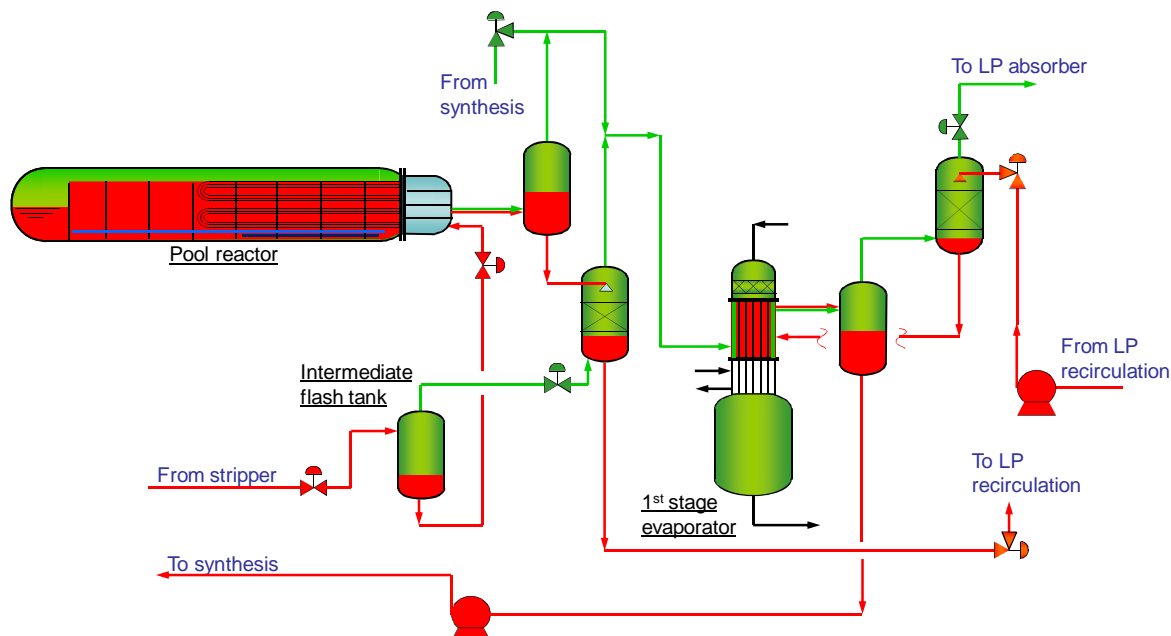 From
synthesis
To LP absorber
Pool reactor
Intermediate
flash tank
From LP
recirculation
From stripper
1st stage
evaporator
To LP
recirculation
To synthesis